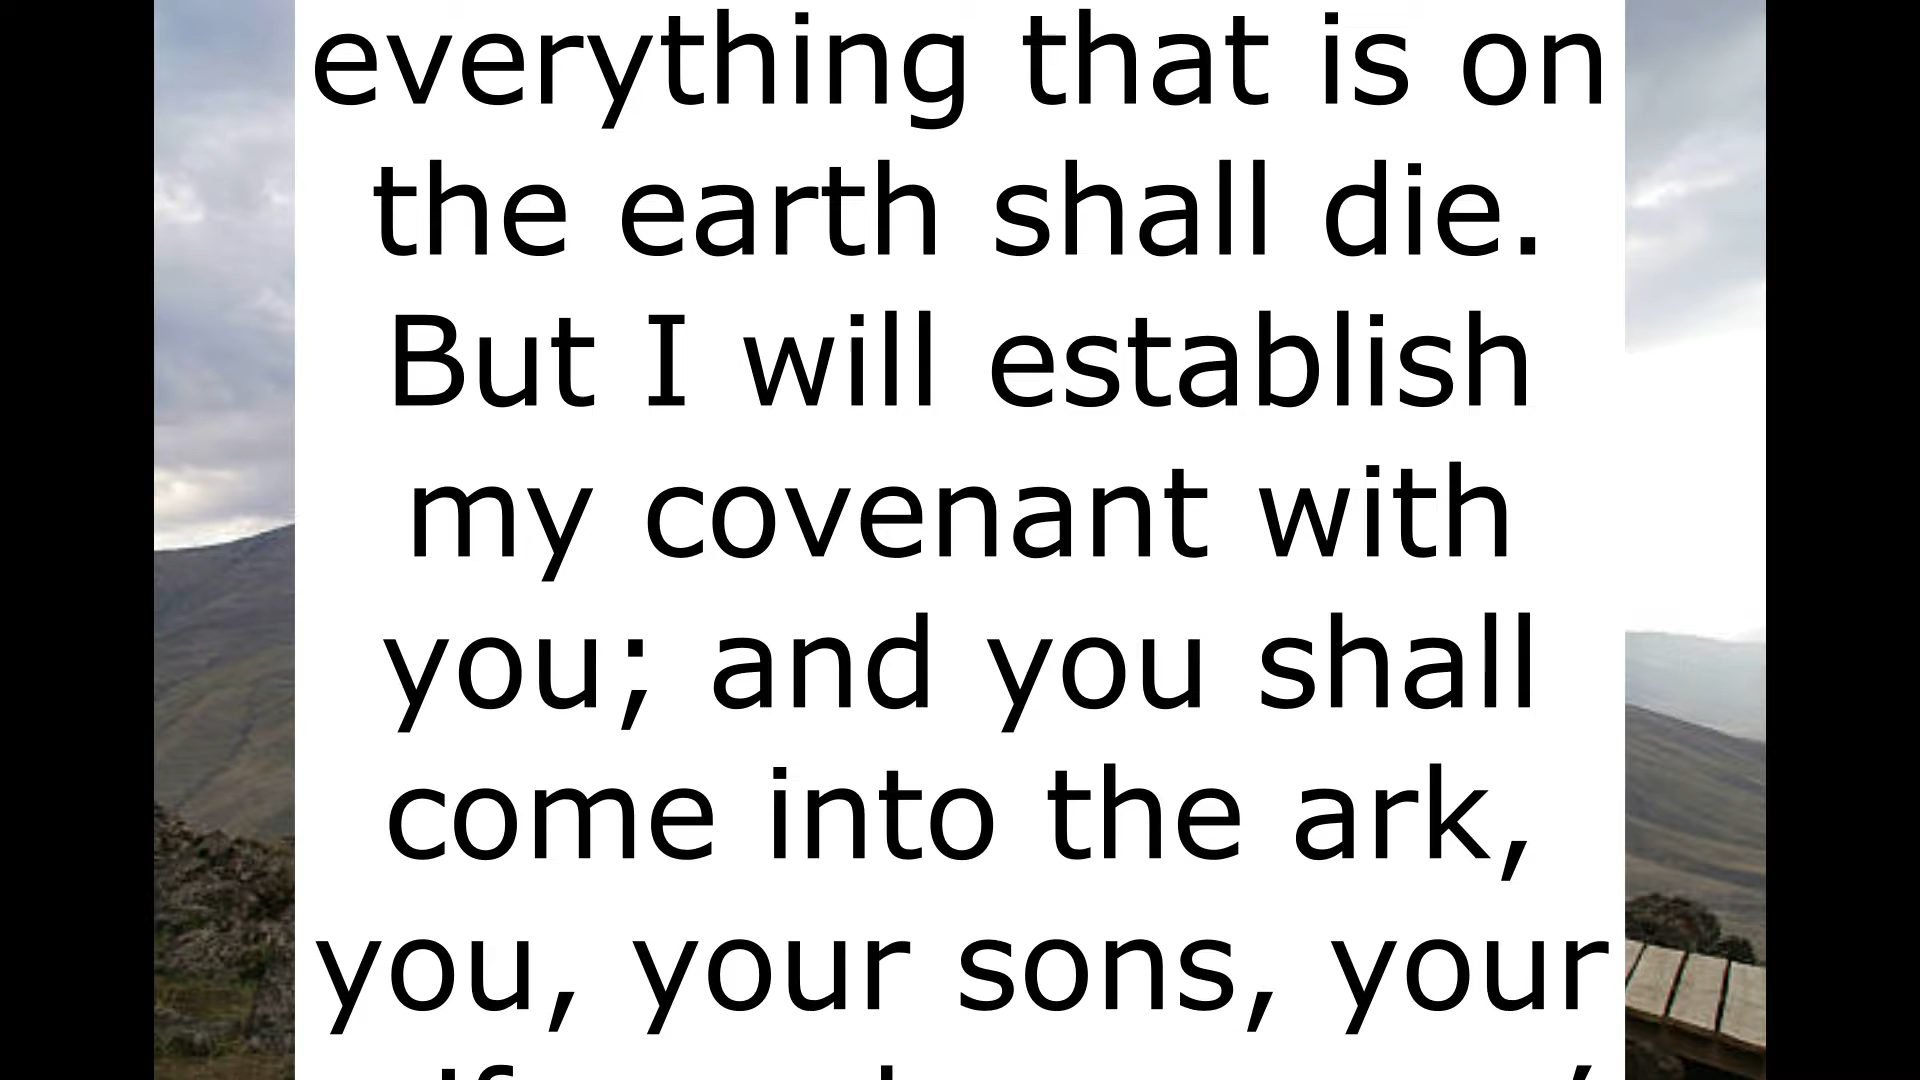 everything that is on
the earth shall die.
But I will establish
my covenant with
you; and you shall
come into the ark,
you, your sons, your